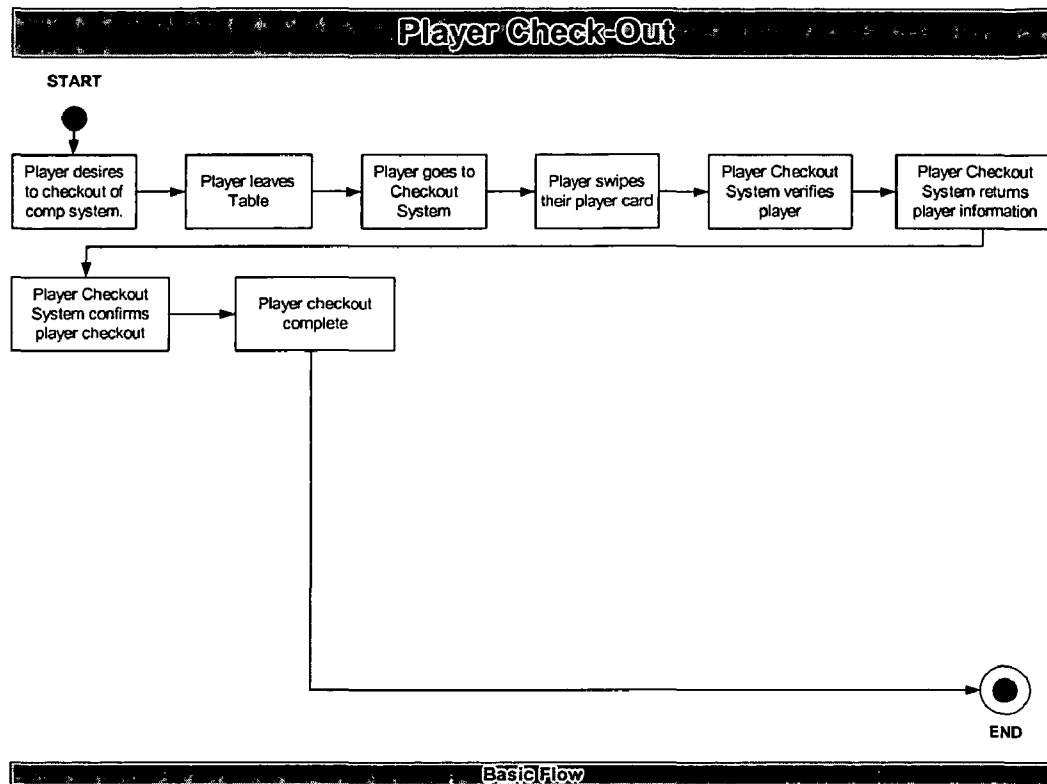 Player Check-Out
START
Player desires
to checkout of
comp system.
Player leaves
Table
Player goes to
Checkout
System
Player swipes
their player card
Player Checkout
System verifies
player
Player Checkout
System returns
player information
Player Checkout
System confirms
player checkout
Player checkout
complete
END
Basic Flow